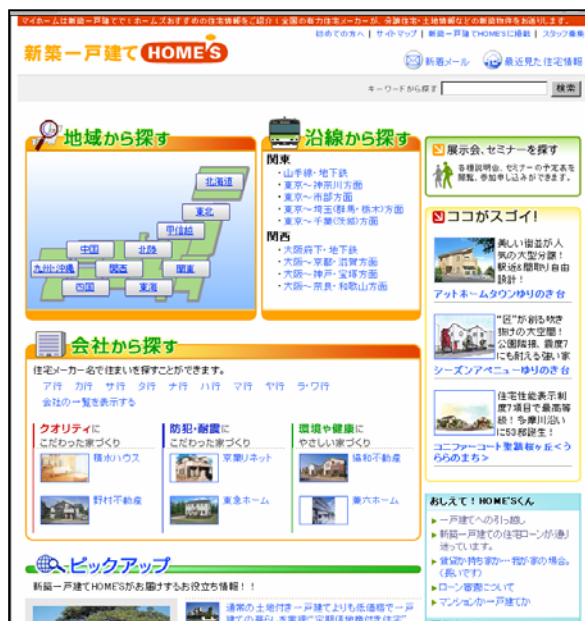 マイホームは新築一戸建てで！ホームズおすすめの住宅情報をご紹介！全国の有力住宅メーカーが、分譲住宅・土地情報などの新築物件をお送りします。
初めての方へ | サイトマップ | 新築一戸建てHOME'Sに掲載 | スタッフ募集
新築一戸建て HOME'S
新着メール 最近見た住宅情報
キーワードから探す 検索
地域から探す
北海道
東北
甲信越
中国 北陸
九州・沖縄 関西 関東
四国 東海
沿線から探す
関東
・山手線・地下鉄
・東京～神奈川方面
・東京～市部方面
・東京～埼玉(群馬・栃木)方面
・東京～千葉(茨城)方面
関西
・大阪府下・地下鉄
・大阪～京都・滋賀方面
・大阪～神戸・宝塚方面
・大阪～奈良・和歌山方面
展示会、セミナーを探す
各種説明会、セミナーの予定表を
閲覧、参加申し込みができます。
ココがスゴイ!
美しい街並が人
気の大型分譲！
駅近&間取り自由
設計！
アットホームタウンゆりのき台
"匠"が創る吹き
抜けの大空間！
公園隣接、震度7
にも耐える強い家
シーズンアベニューゆりのき台
住宅性能表示制
度7項目で最高等
級！多摩川沿い
に53邸誕生！
コニファーコート聖蹟桜ヶ丘<う
ららのまち>
会社から探す
住宅メーカー名で住まいを探すことができます。
ア行 カ行 サ行 タ行 ナ行 ハ行 マ行 ヤ行 ラ・ワ行
会社の一覧を表示する
クオリティに
こだわった家づくり
積水ハウス
野村不動産
防犯・耐震に
こだわった家づくり
京阪リネット
東急ホーム
環境や健康に
やさしい家づくり
協和不動産
兼六ホーム
おしえて！HOME'Sくん
一戸建てへの引っ越し
新築一戸建ての住宅ローンが通り
迷っています。
賃貸か持ち家か…我が家の場合。
(長いです)
ローン審査について
マンションか一戸建てか
ピックアップ
新築一戸建てHOME'Sがお届けするお役立ち情報！！
通常の土地付き一戸建てよりも低価格で一戸